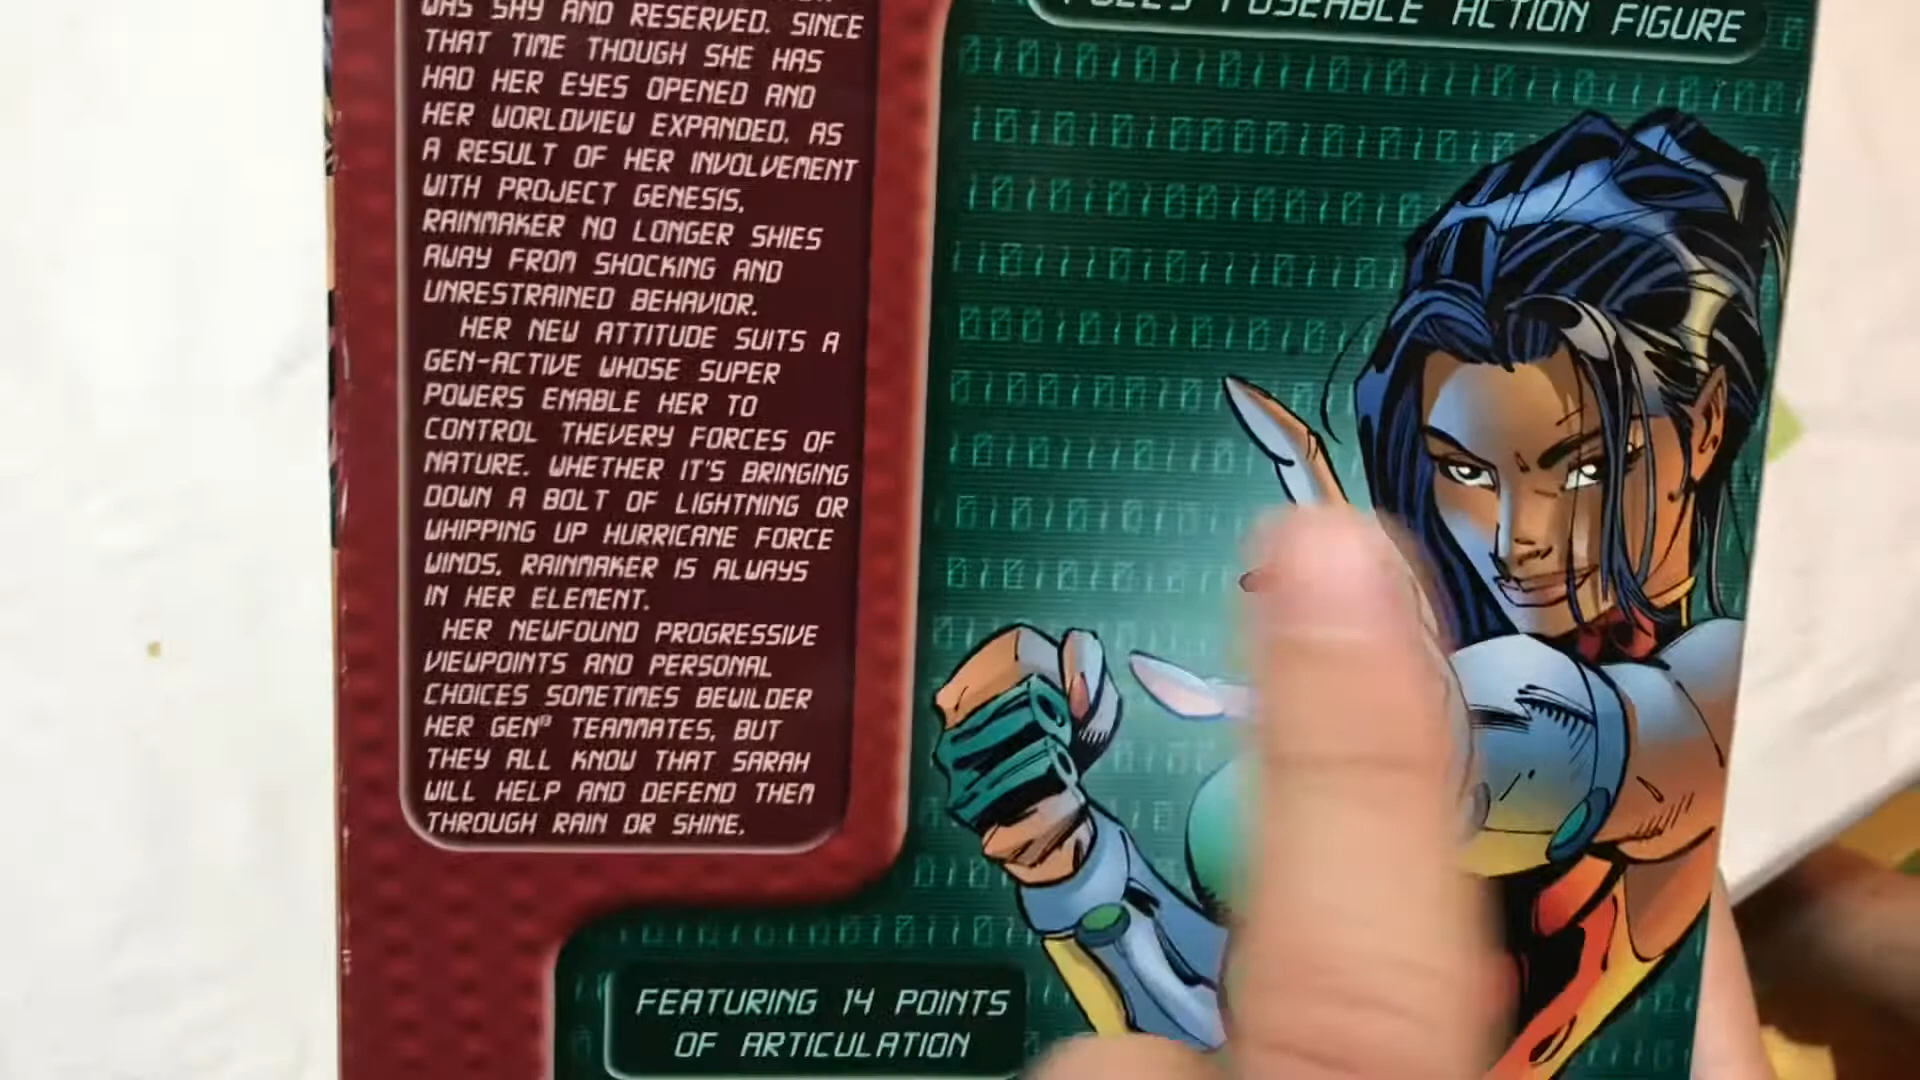 WAS SHY AND RESERVED. SINCE
THAT TIME THOUGH SHE HAS
HAD HER EYES OPENED AND
HER WORLDVIEW EXPANDED. AS
A RESULT OF HER INVOLVEMENT
WITH PROJECT GENESIS,
RAINMAKER NO LONGER SHIES
AWAY FROM SHOCKING AND
UNRESTRAINED BEHAVIOR.
HER NEW ATTITUDE SUITS A
GEN-ACTIVE WHOSE SUPER
POWERS ENABLE HER TO
CONTROL THEVERY FORCES OF
NATURE. WHETHER IT'S BRINGING
DOWN A BOLT OF LIGHTNING OR
WHIPPING UP HURRICANE FORCE
WINDS, RAINMAKER IS ALWAYS
IN HER ELEMENT.
HER NEWFOUND PROGRESSIVE
VIEWPOINTS AND PERSONAL
CHOICES SOMETIMES BEWILDER
HER GEN¹³ TEAMMATES, BUT
THEY ALL KNOW THAT SARAH
WILL HELP AND DEFEND THEM
THROUGH RAIN OR SHINE.
FULLY POSEABLE ACTION FIGURE
FEATURING 14 POINTS
OF ARTICULATION